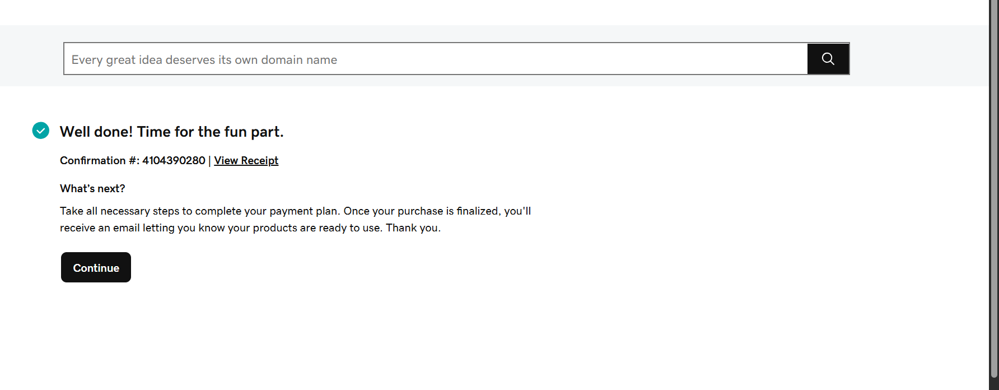 Every great idea deserves its own domain name
Well done! Time for the fun part.
Confirmation #: 4104390280 | View Receipt
What’s next?
Take all necessary steps to complete your payment plan. Once your purchase is finalized, you'll
receive an email letting you know your products are ready to use. Thank you.
Continue